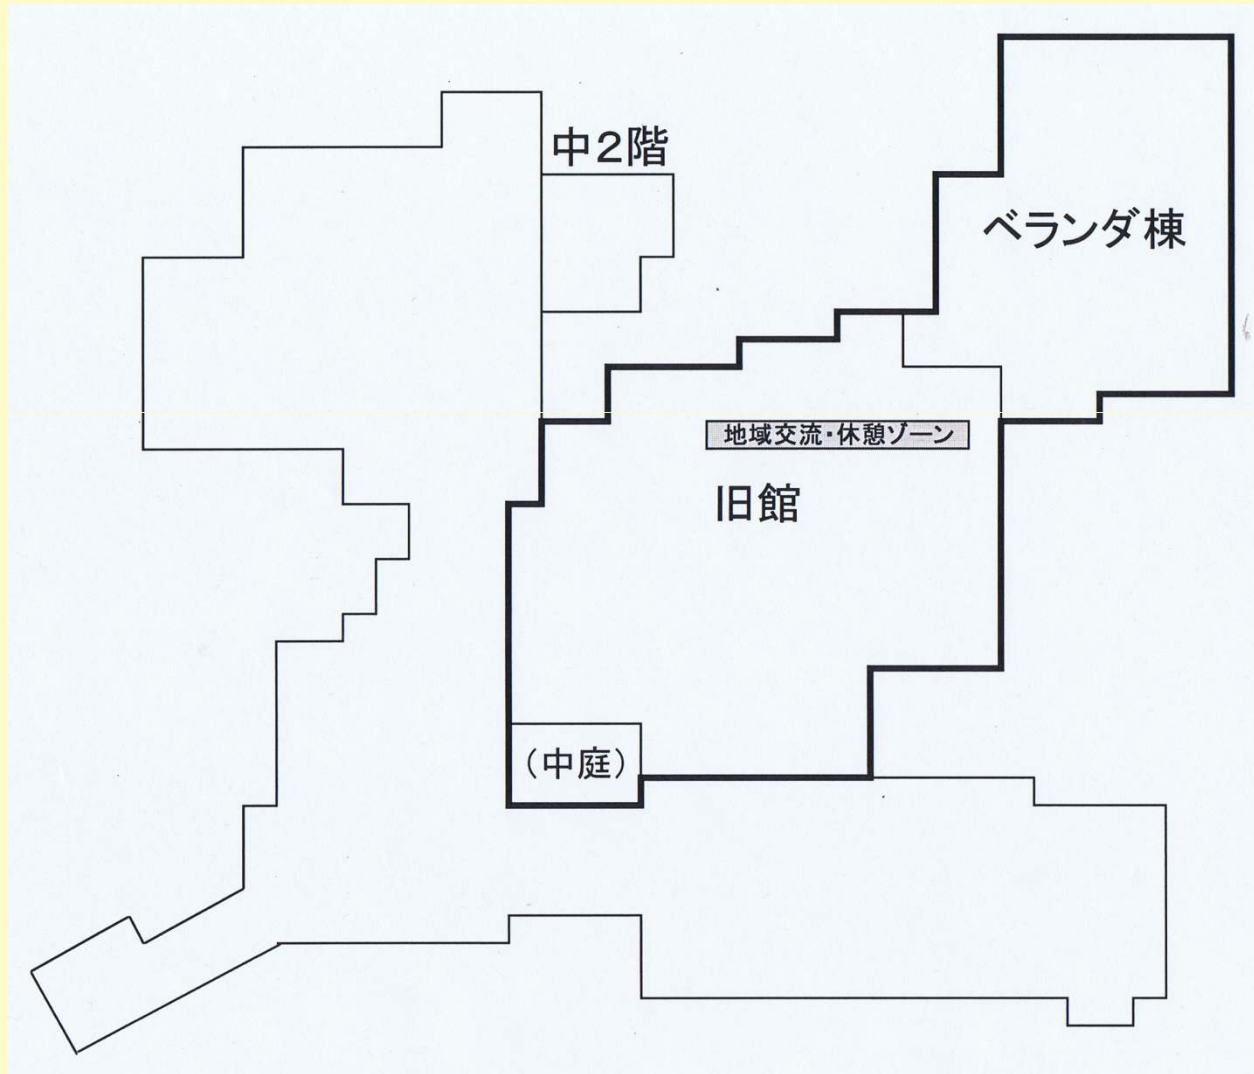 中２階
ベランダ棟
地域交流・休憩ゾーン
旧館
（中庭）